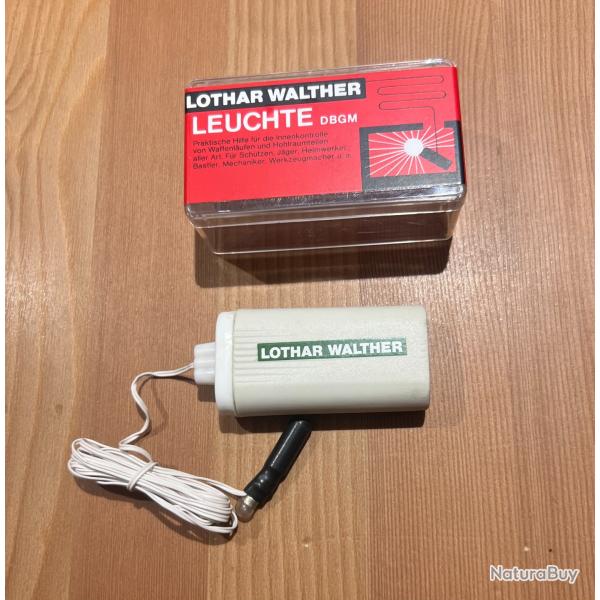 LOTHAR WALTHER
LEUCHTE DBGM
Praktische Hilfe für die Innenkontrolle
von Waffenläufen und Hohlraumteilen
aller Art. Für Schützen, Jäger, Heimwerker,
Bastler, Mechaniker, Werkzeugmacher u. a.
LOTHAR WALTHER
NaturaBuy